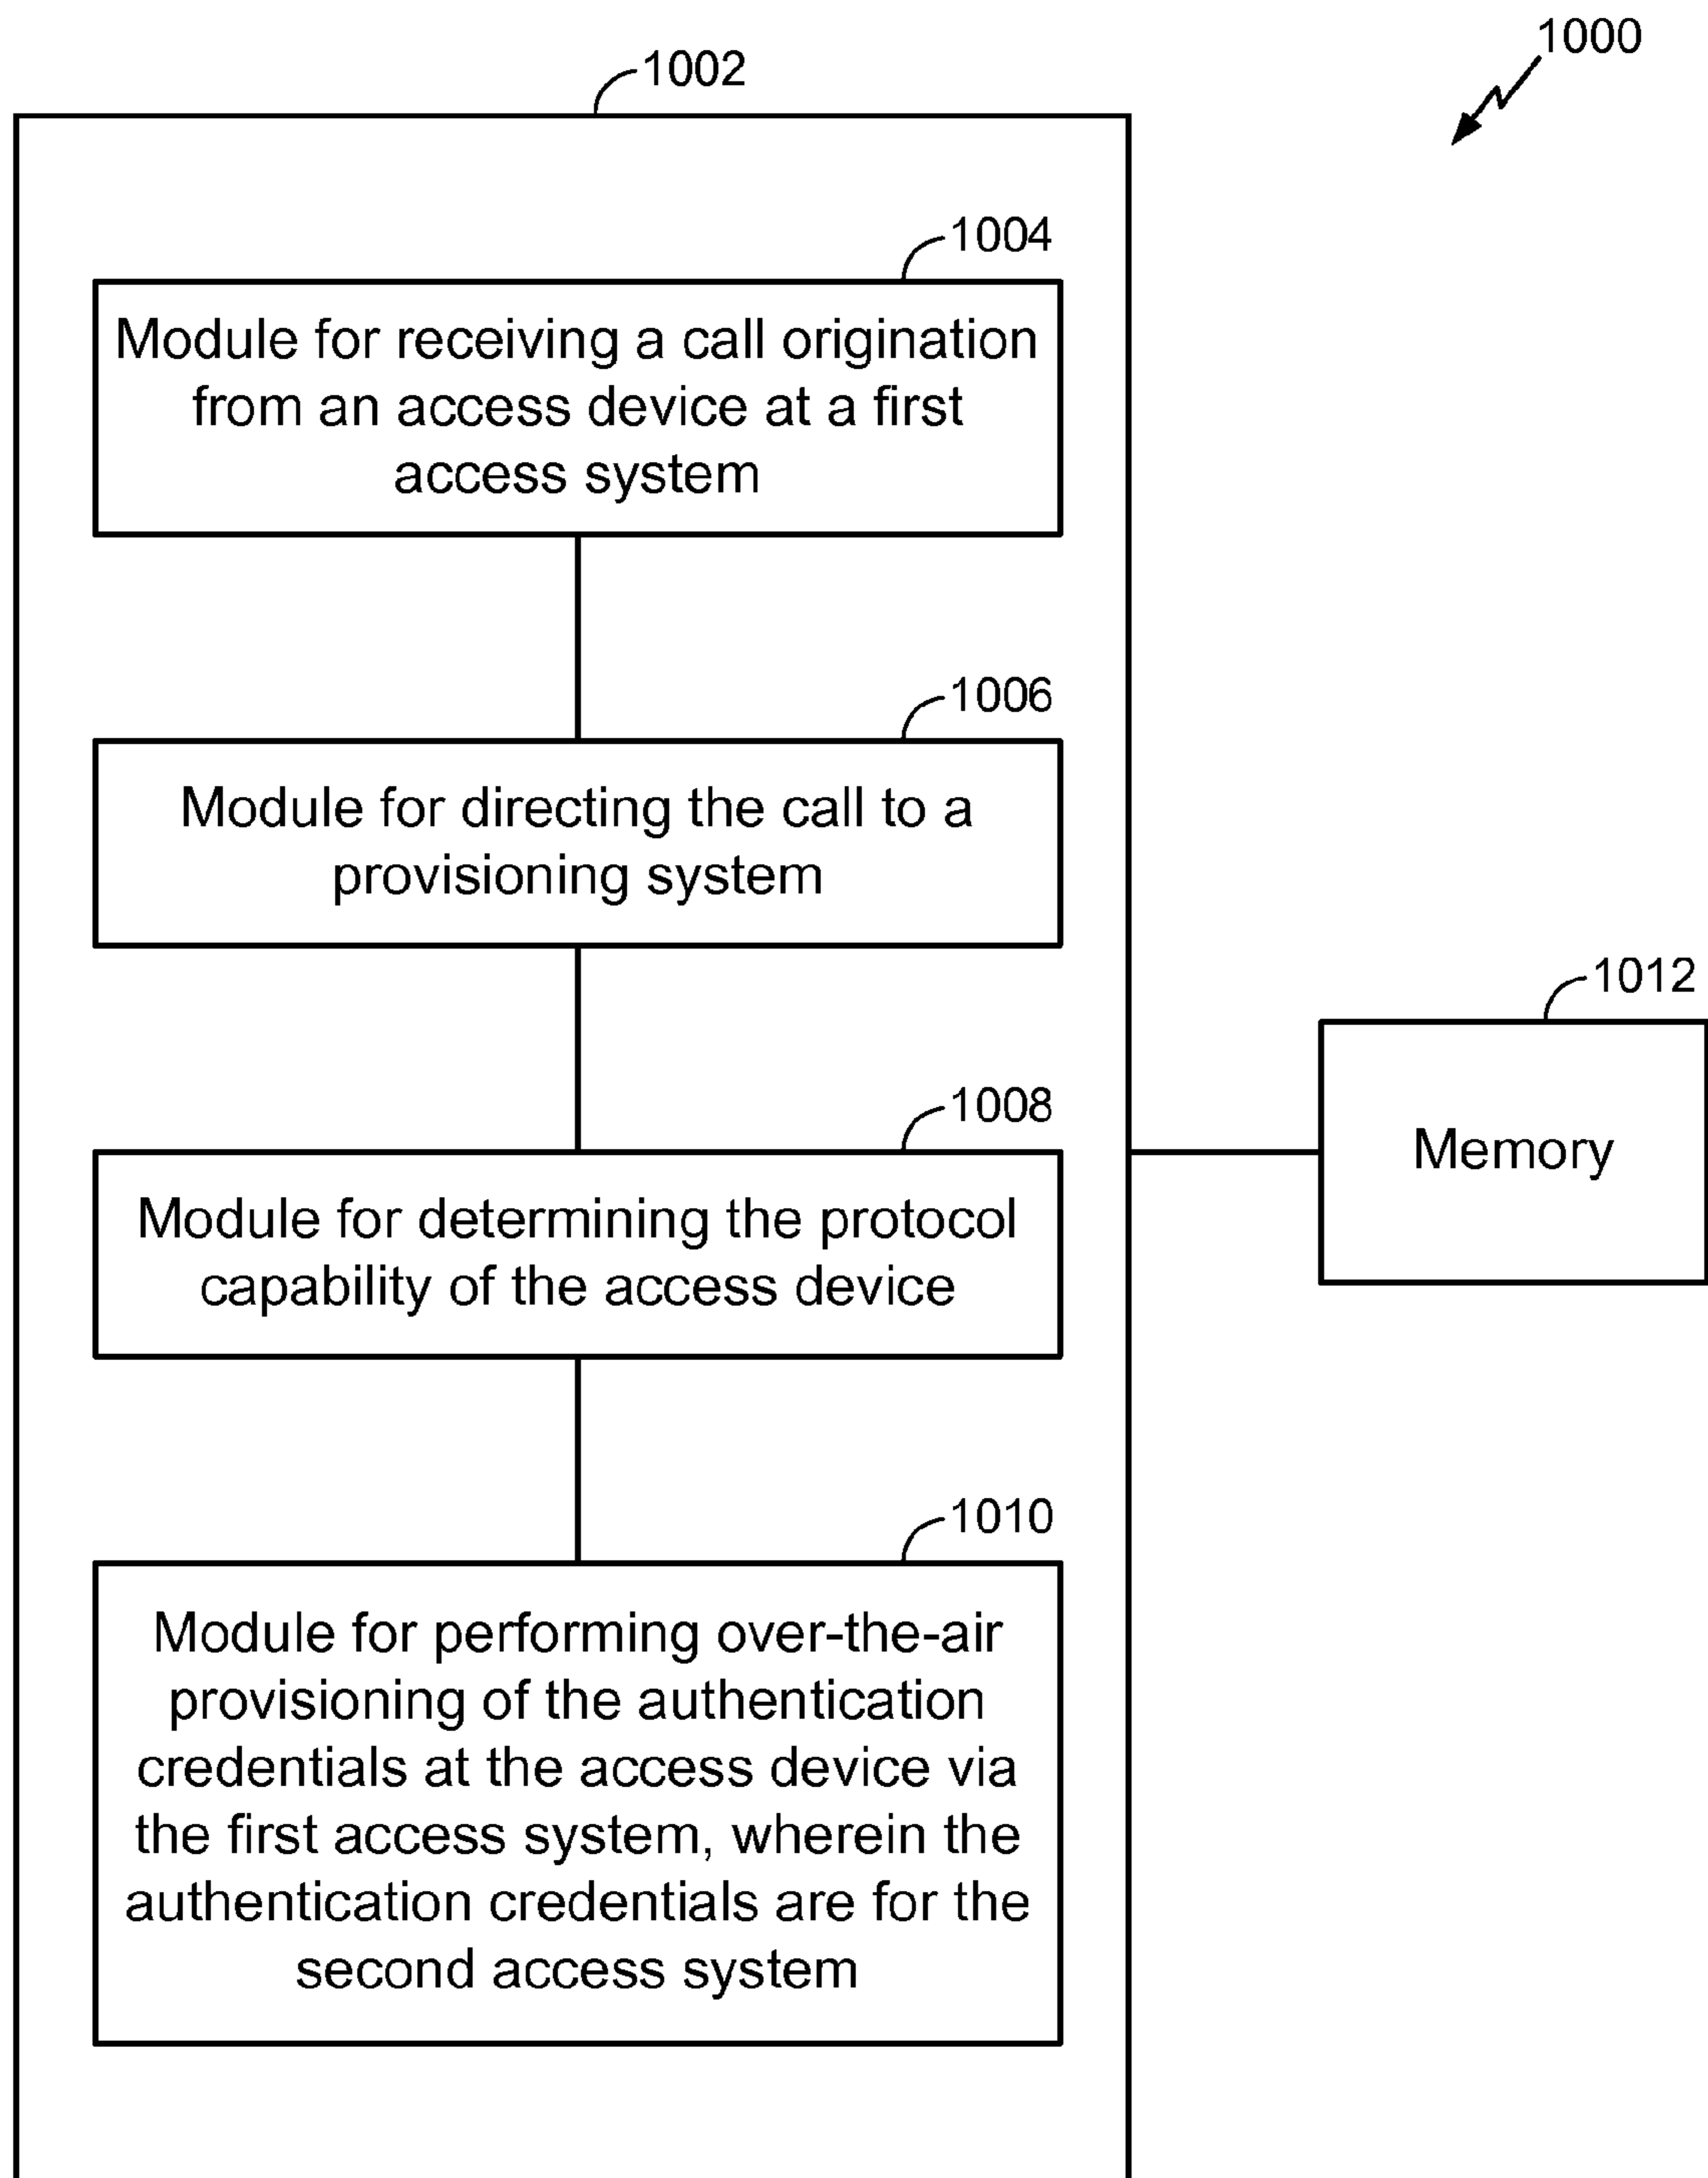 1000
1002
1004
Module for receiving a call origination
from an access device at a first
access system
1006
Module for directing the call to a
provisioning system
1012
Memory
1008
Module for determining the protocol
capability of the access device
1010
Module for performing over-the-air
provisioning of the authentication
credentials at the access device via
the first access system, wherein the
authentication credentials are for the
second access system